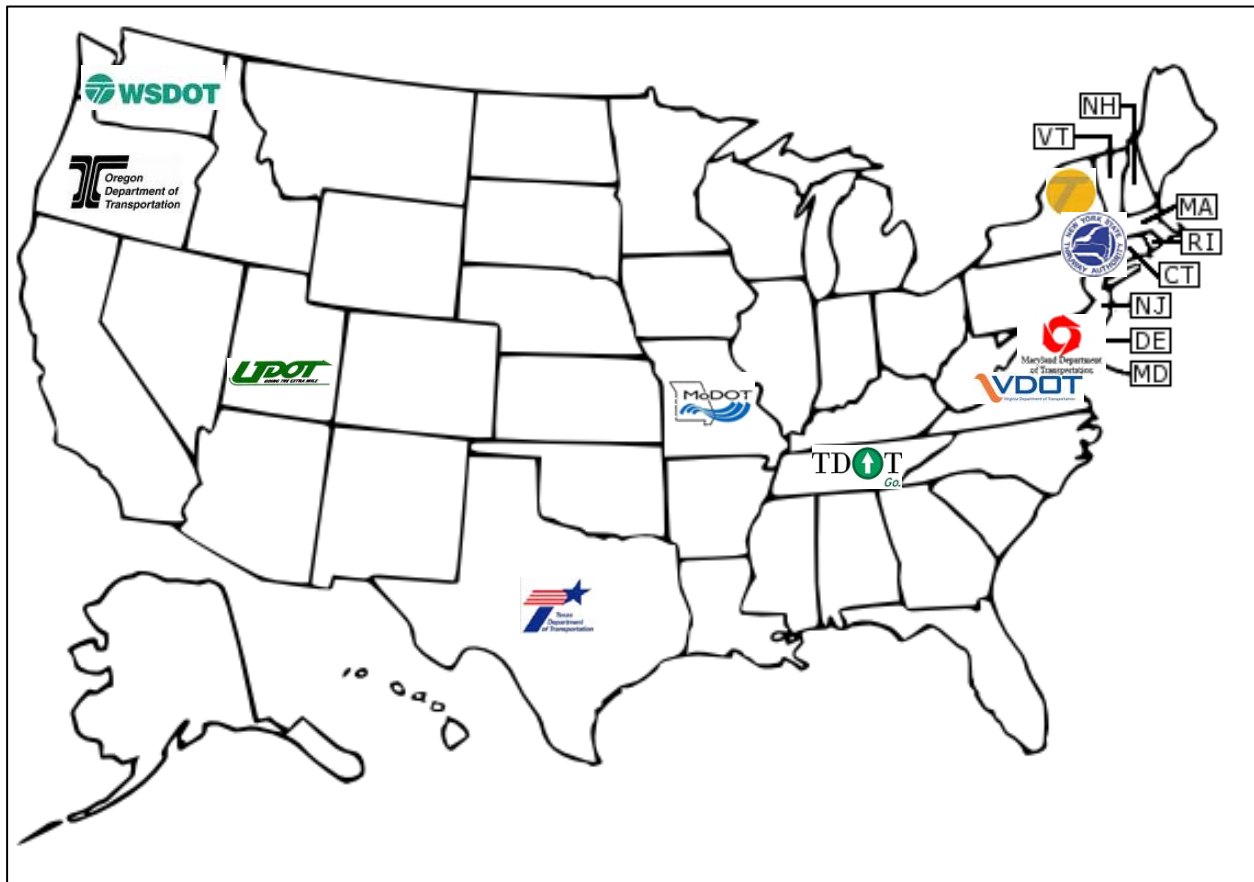 WSDOT
NH
VT
Oregon
Department of
Transportation
T
MA
NEW YORK STATE
THRUWAY AUTHORITY
RI
CT
NJ
DE
Maryland Department
of Transportation
MD
UDOT
GOING THE EXTRA MILE
VDOT
Virginia Department of Transportation
MoDOT
TDOT
Go.
Texas
Department
of Transportation